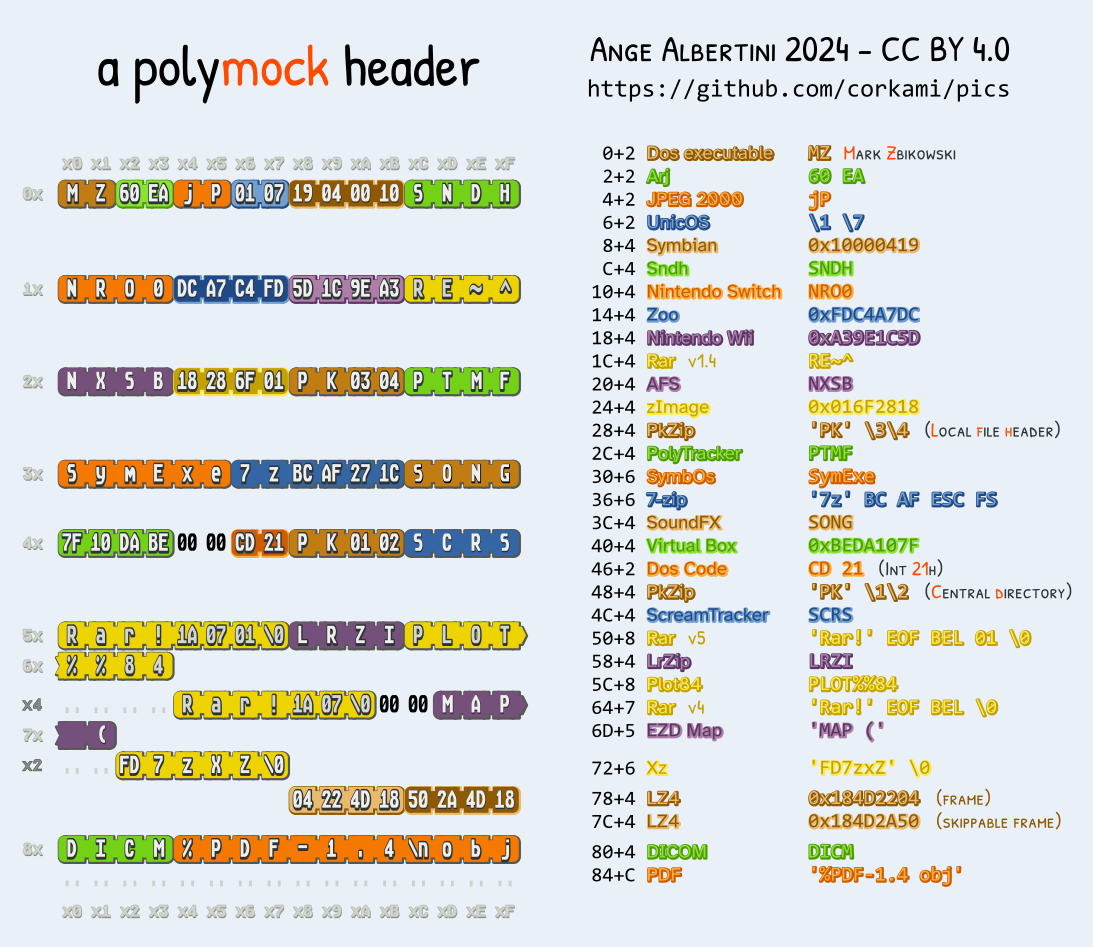 a polymock header
ANGE ALBERTINI 2024 – CC BY 4.0
https://github.com/corkami/pics
x0 x1 x2 x3 x4 x5 x6 x7 x8 x9 xA xB xC xD xE xF
0x M Z 60 EA j P 01 07 19 04 00 10 S N D H
1x N R O 0 DC A7 C4 FD 5D 1C 9E A3 R E ~ ^
2x N X S B 18 28 6F 01 P K 03 04 P T M F
3x S y m E x e 7 z BC AF 27 1C S O N G
4x 7F 10 DA BE 00 00 CD 21 P K 01 02 S C R S
5x R a r ! 1A 07 01 \0 L R Z I P L O T
6x % % 8 4
x4 .. .. .. .. R a r ! 1A 07 \0 00 00 M A P
7x (
x2 .. .. FD 7 z X Z \0
04 22 4D 18 50 2A 4D 18
8x D I C M % P D F - 1 . 4 \n o b j
.. .. .. .. .. .. .. .. .. .. .. .. .. .. .. ..
x0 x1 x2 x3 x4 x5 x6 x7 x8 x9 xA xB xC xD xE xF
0+2 Dos executable MZ MARK ZBIKOWSKI
2+2 Arj 60 EA
4+2 JPEG 2000 jP
6+2 UnicOS \1 \7
8+4 Symbian 0x10000419
C+4 Sndh SNDH
10+4 Nintendo Switch NRO0
14+4 Zoo 0xFDC4A7DC
18+4 Nintendo Wii 0xA39E1C5D
1C+4 Rar v1.4 RE~^
20+4 AFS NXSB
24+4 zImage 0x016F2818
28+4 PkZip 'PK' \3\4 (LOCAL FILE HEADER)
2C+4 PolyTracker PTMF
30+6 SymbOs SymExe
36+6 7-zip '7z' BC AF ESC FS
3C+4 SoundFX SONG
40+4 Virtual Box 0xBEDA107F
46+2 Dos Code CD 21 (INT 21H)
48+4 PkZip 'PK' \1\2 (CENTRAL DIRECTORY)
4C+4 ScreamTracker SCRS
50+8 Rar v5 'Rar!' EOF BEL 01 \0
58+4 LrZip LRZI
5C+8 Plot84 PLOT%%84
64+7 Rar v4 'Rar!' EOF BEL \0
6D+5 EZD Map 'MAP ('
72+6 Xz 'FD7zxZ' \0
78+4 LZ4 0x184D2204 (FRAME)
7C+4 LZ4 0x184D2A50 (SKIPPABLE FRAME)
80+4 DICOM DICM
84+C PDF '%PDF-1.4 obj'